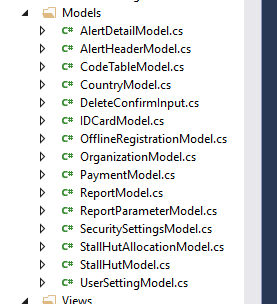 Models
C# AlertDetailModel.cs
C# AlertHeaderModel.cs
C# CodeTableModel.cs
C# CountryModel.cs
C# DeleteConfirmInput.cs
C# IDCardModel.cs
C# OfflineRegistrationModel.cs
C# OrganizationModel.cs
C# PaymentModel.cs
C# ReportModel.cs
C# ReportParameterModel.cs
C# SecuritySettingsModel.cs
C# StallHutAllocationModel.cs
C# StallHutModel.cs
C# UserSettingModel.cs
Views